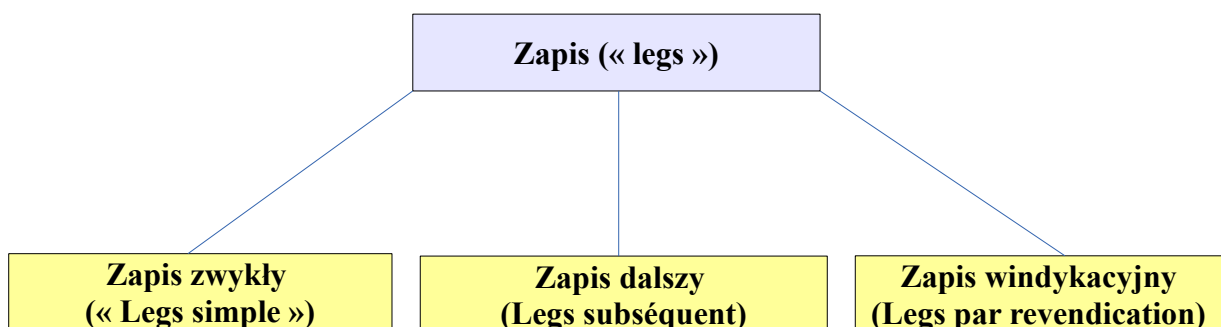 Zapis (« legs »)
Zapis zwykły
(« Legs simple »)
Zapis dalszy
(Legs subséquent)
Zapis windykacyjny
(Legs par revendication)